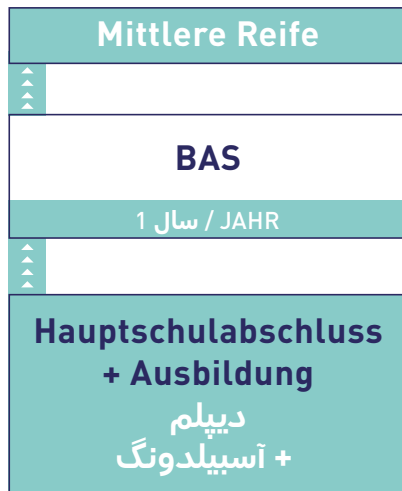 Mittlere Reife
BAS
1 سال / JAHR
Hauptschulabschluss
+ Ausbildung
دیپلم
+ آسبیلدونگ